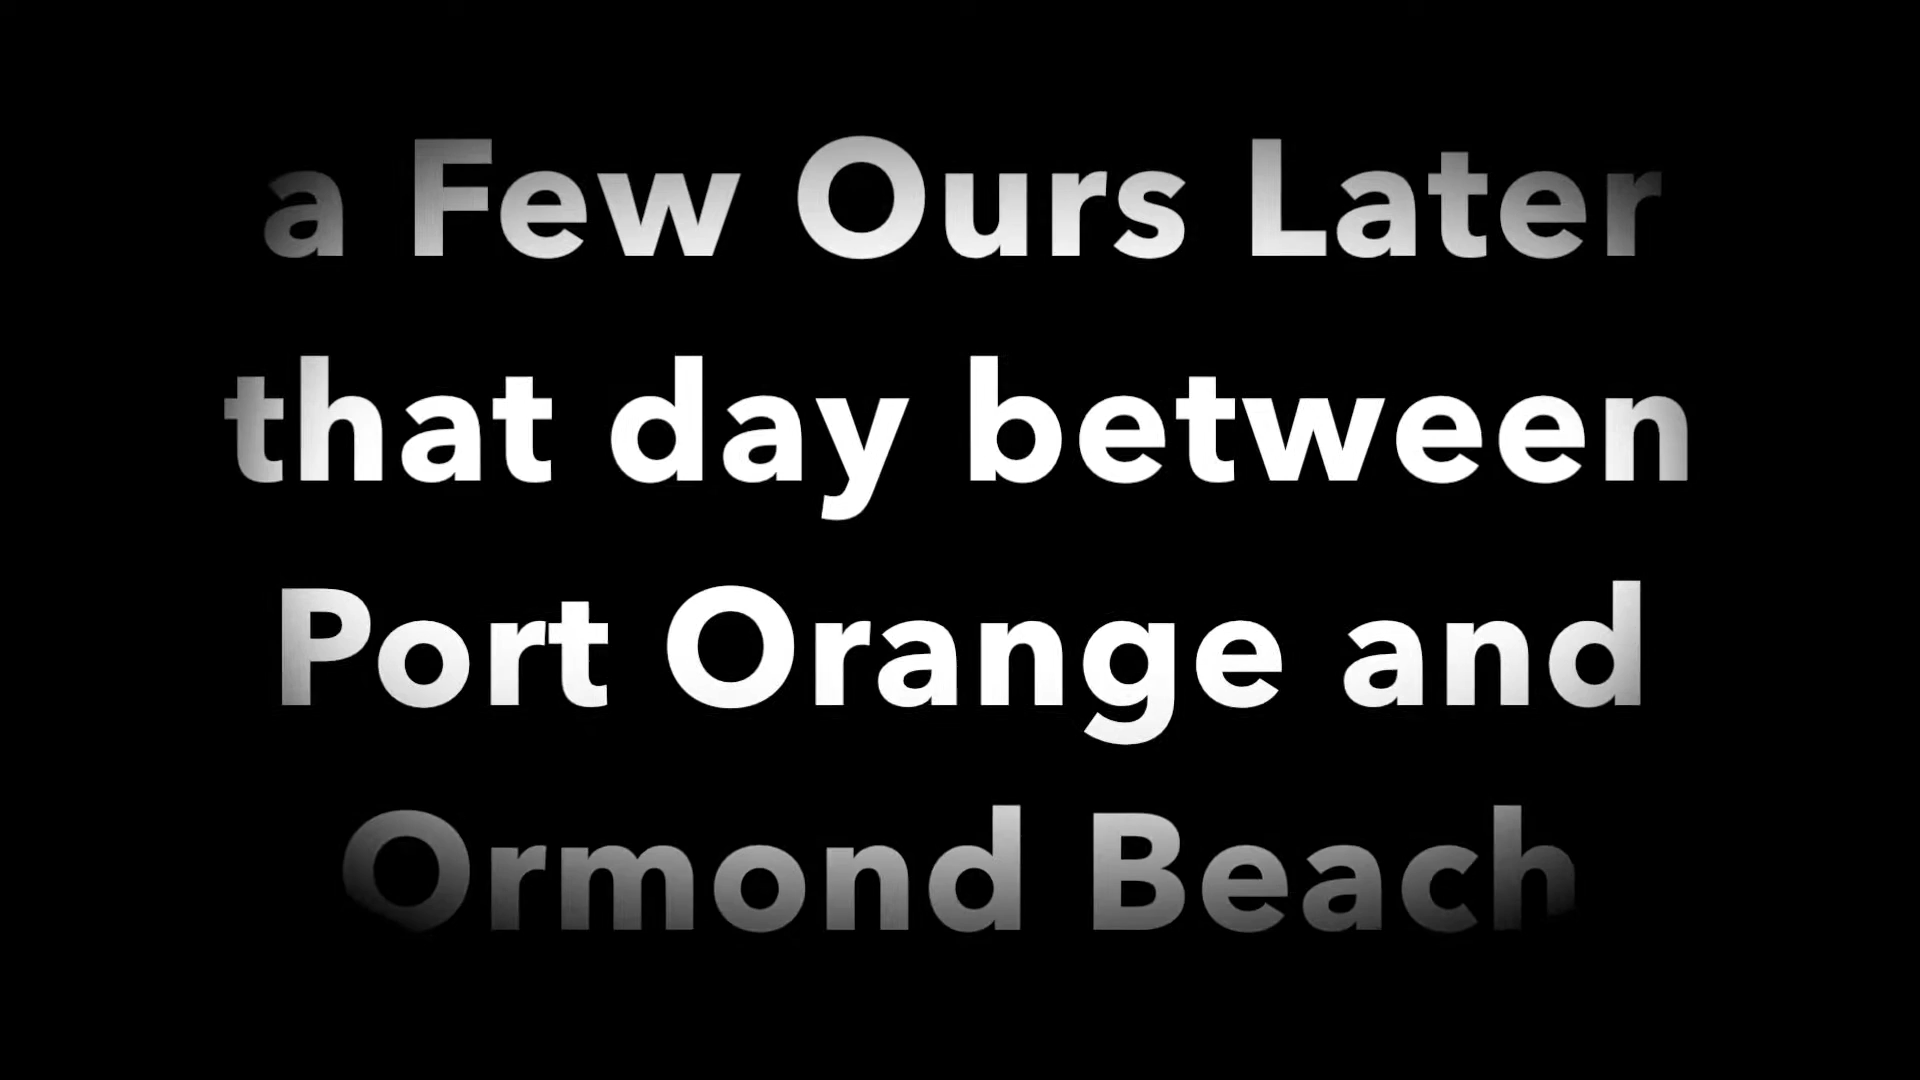 a Few Ours Later
that day between
Port Orange and
Ormond Beach